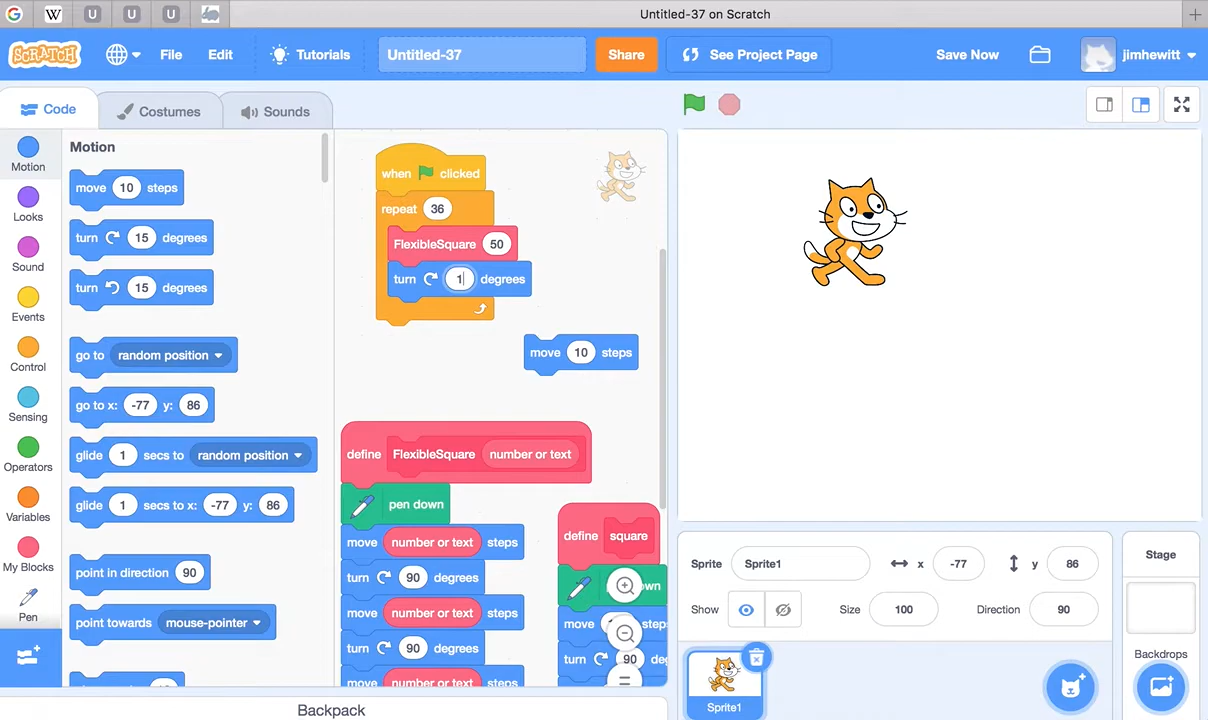 G W U U U Untitled-37 on Scratch +
SCRATCH File Edit Tutorials Untitled-37 Share See Project Page Save Now jimhewitt
Code Costumes Sounds
Motion
Looks
Sound
Events
Control
Sensing
Operators
Variables
My Blocks
Pen
Motion
move 10 steps
turn 15 degrees
turn 15 degrees
go to random position
go to x: -77 y: 86
glide 1 secs to random position
glide 1 secs to x: -77 y: 86
point in direction 90
point towards mouse-pointer
when clicked
repeat 36
FlexibleSquare 50
turn 1 degrees
move 10 steps
define FlexibleSquare number or text
pen down
move number or text steps
turn 90 degrees
move number or text steps
turn 90 degrees
move number or text steps
define square
move steps
turn 90
Backpack
Sprite Sprite1 x -77 y 86
Show Size 100 Direction 90
Sprite1
Stage
Backdrops